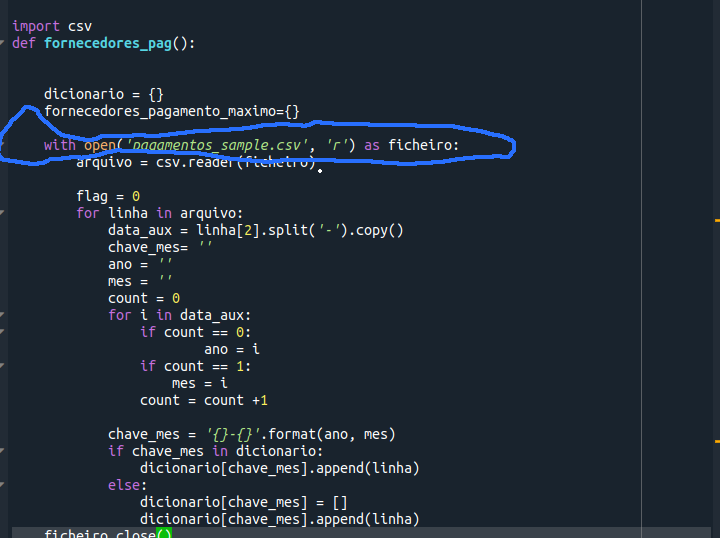 import csv
def fornecedores_pag():
dicionario = {}
fornecedores_pagamento_maximo={}
with open('pagamentos_sample.csv', 'r') as ficheiro:
arquivo = csv.reader(ficheiro)
flag = 0
for linha in arquivo:
data_aux = linha[2].split('-').copy()
chave_mes= ''
ano = ''
mes = ''
count = 0
for i in data_aux:
if count == 0:
ano = i
if count == 1:
mes = i
count = count +1
chave_mes = '{}-{}'.format(ano, mes)
if chave_mes in dicionario:
dicionario[chave_mes].append(linha)
else:
dicionario[chave_mes] = []
dicionario[chave_mes].append(linha)
ficheiro.close()